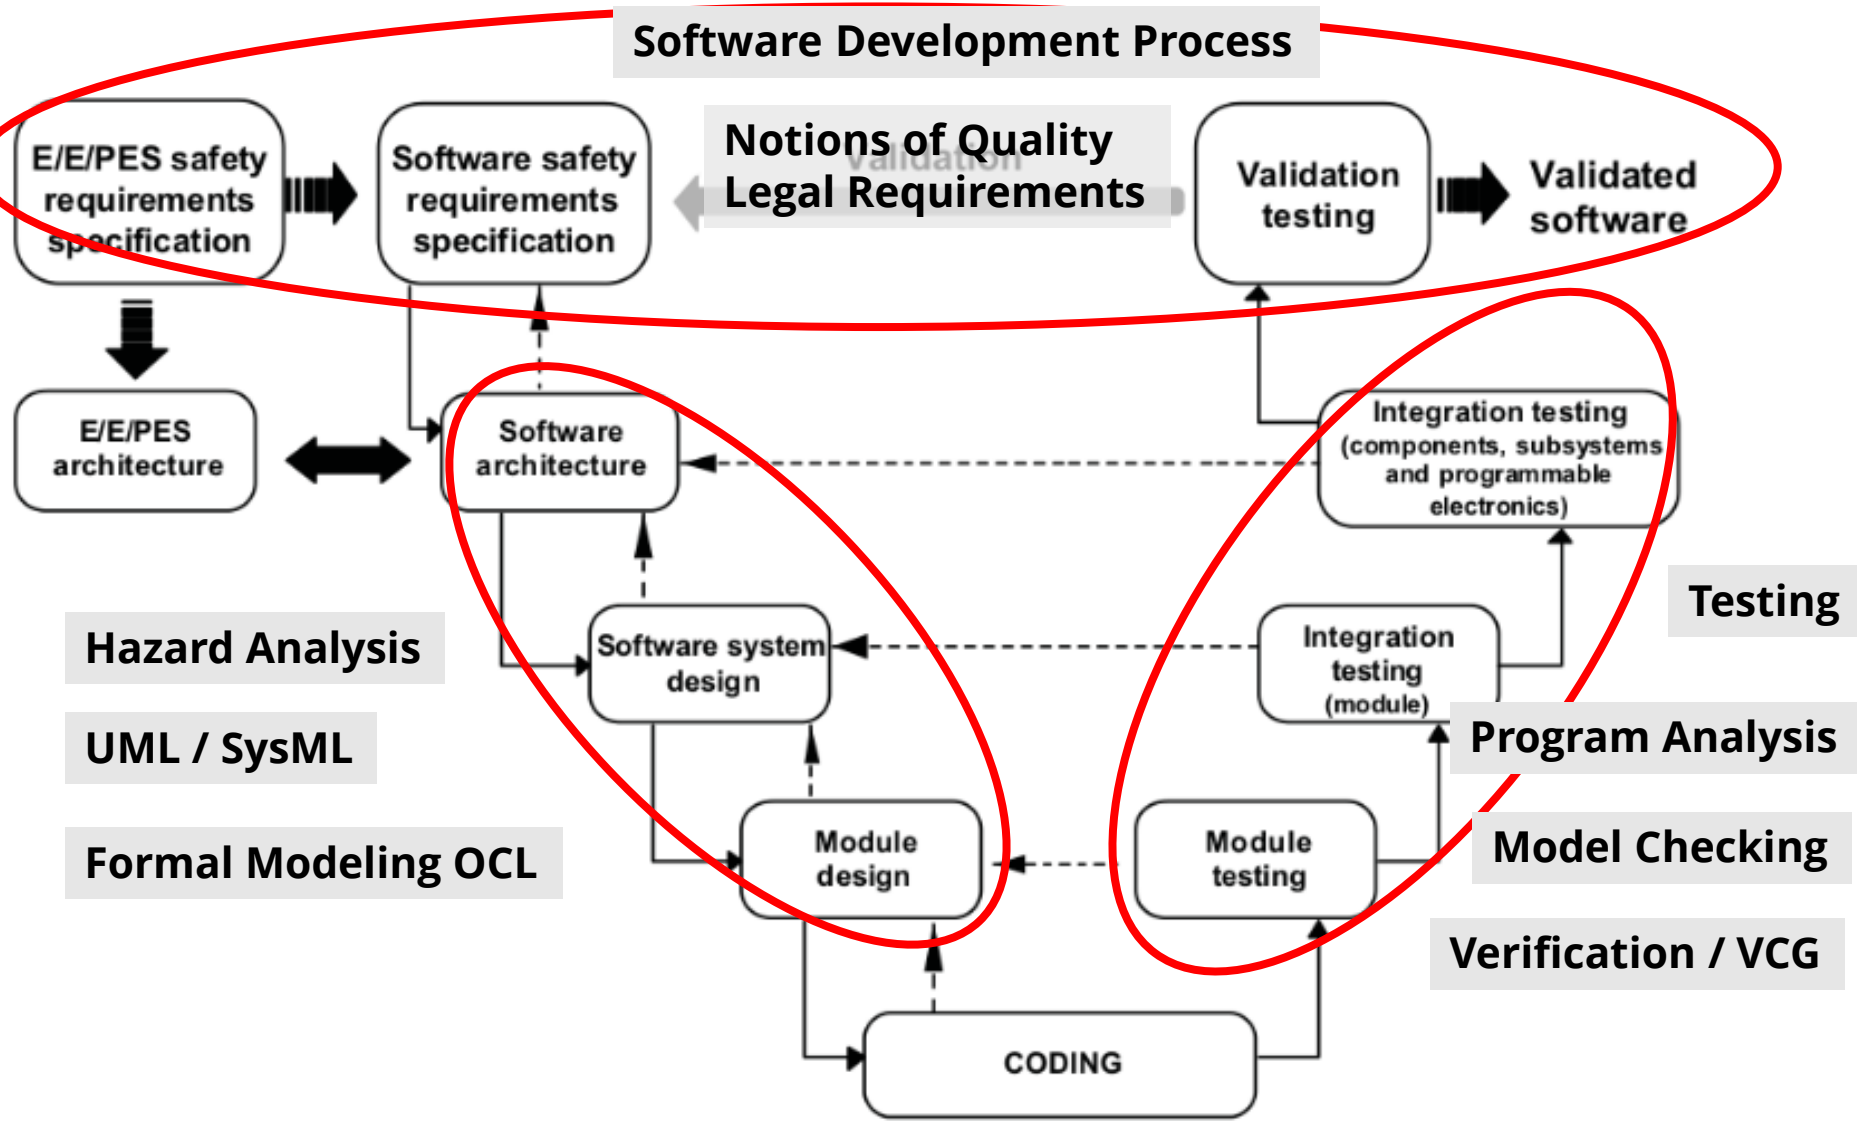 Software Development Process
E/E/PES safety
requirements
specification
Software safety
requirements
specification
Notions of Quality
Validation
Legal Requirements
Validation
testing
Validated
software
E/E/PES
architecture
Software
architecture
Integration testing
(components, subsystems
and programmable
electronics)
Testing
Hazard Analysis
Software system
design
Integration
testing
(module)
UML / SysML
Program Analysis
Formal Modeling OCL
Module
design
Module
testing
Model Checking
Verification / VCG
CODING